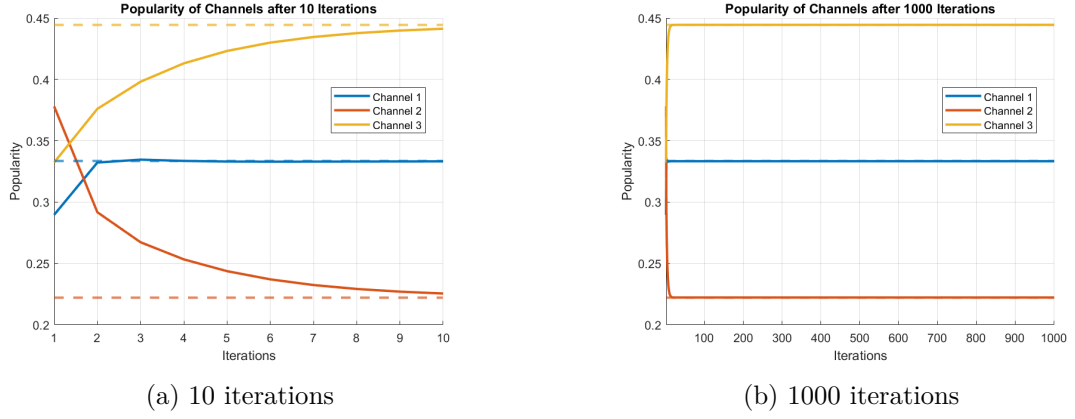 Popularity of Channels after 10 Iterations
0.45
0.4
0.35
0.3
0.25
0.2
Popularity
Channel 1
Channel 2
Channel 3
1 2 3 4 5 6 7 8 9 10
Iterations
(a) 10 iterations
Popularity of Channels after 1000 Iterations
0.45
0.4
0.35
0.3
0.25
0.2
Popularity
Channel 1
Channel 2
Channel 3
100 200 300 400 500 600 700 800 900 1000
Iterations
(b) 1000 iterations